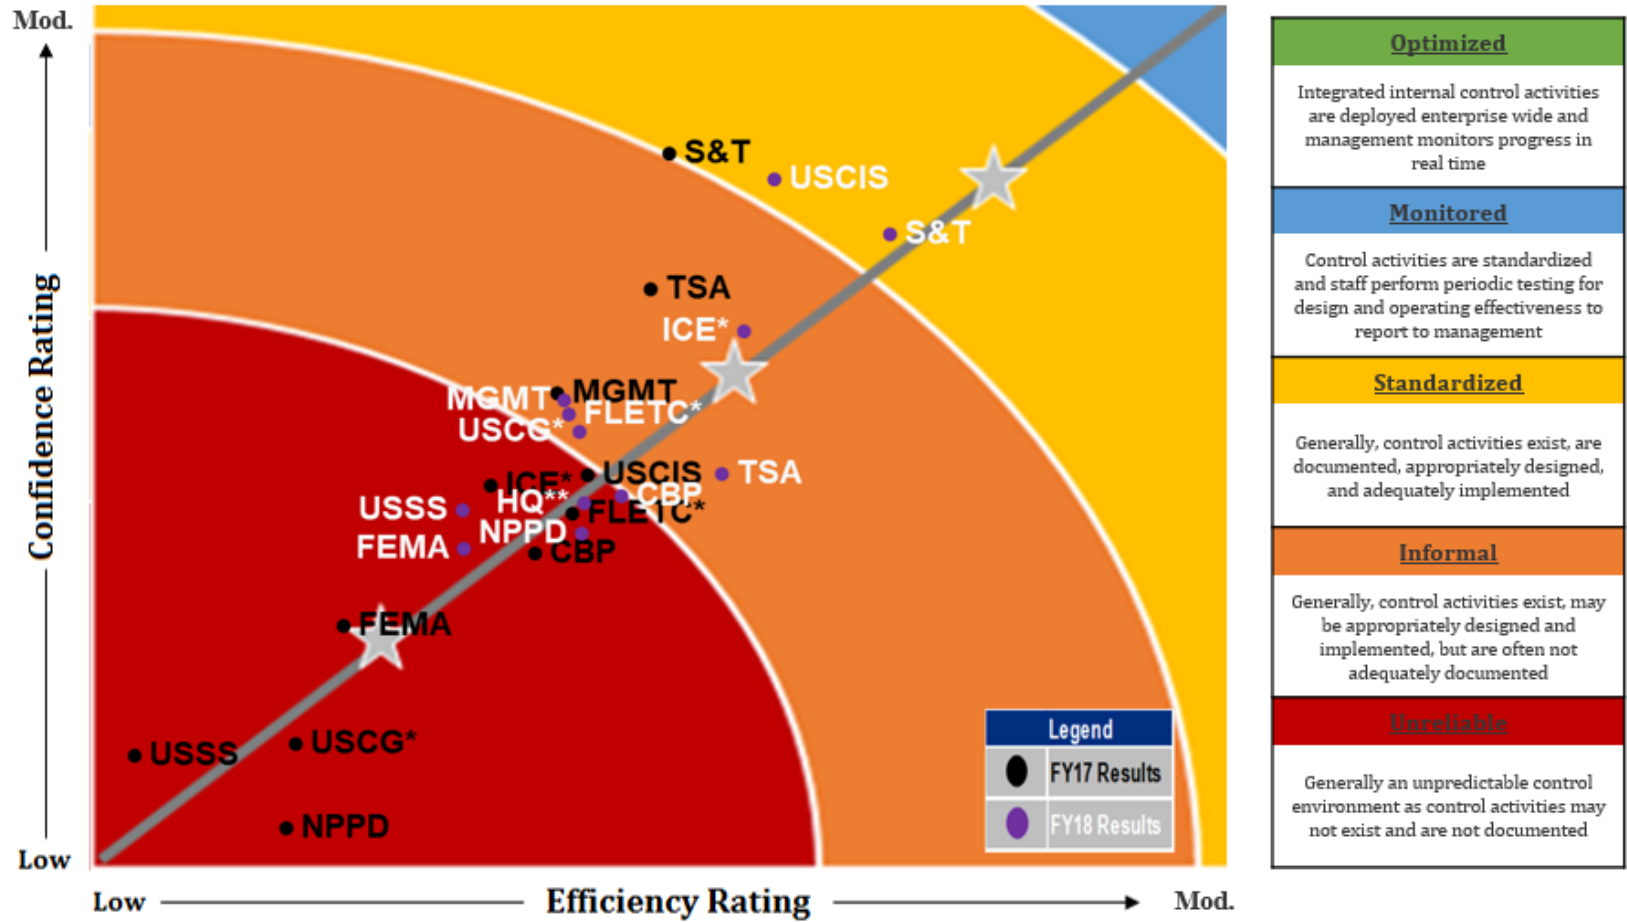 Mod.
Confidence Rating
Low
Low
Efficiency Rating
Mod.
S&T
USCIS
S&T
TSA
ICE*
MGMT
MGMT
FLETC*
USCG*
USCIS
TSA
ICE*
HQ**
CBP
USSS
FLETC*
NPPD
FEMA
CBP
FEMA
USCG*
USSS
NPPD
Legend
FY17 Results
FY18 Results
Optimized
Integrated internal control activities
are deployed enterprise wide and
management monitors progress in
real time
Monitored
Control activities are standardized
and staff perform periodic testing for
design and operating effectiveness to
report to management
Standardized
Generally, control activities exist, are
documented, appropriately designed,
and adequately implemented
Informal
Generally, control activities exist, may
be appropriately designed and
implemented, but are often not
adequately documented
Unreliable
Generally an unpredictable control
environment as control activities may
not exist and are not documented